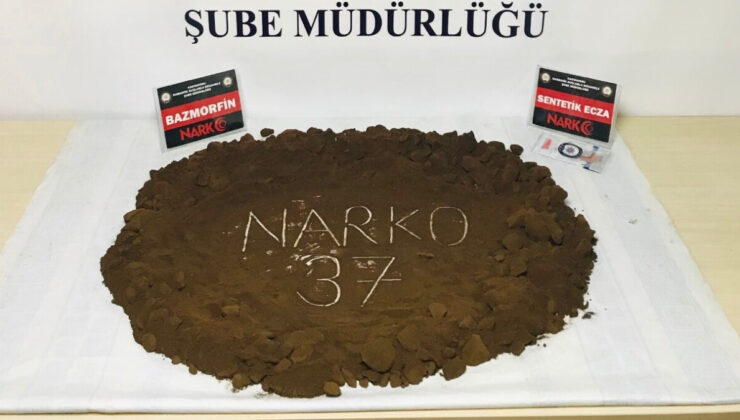 ŞUBE MÜDÜRLÜĞÜ
BAZMORFİN
NARKO
SENTETİK ECZA
NARKO
NARKO
37